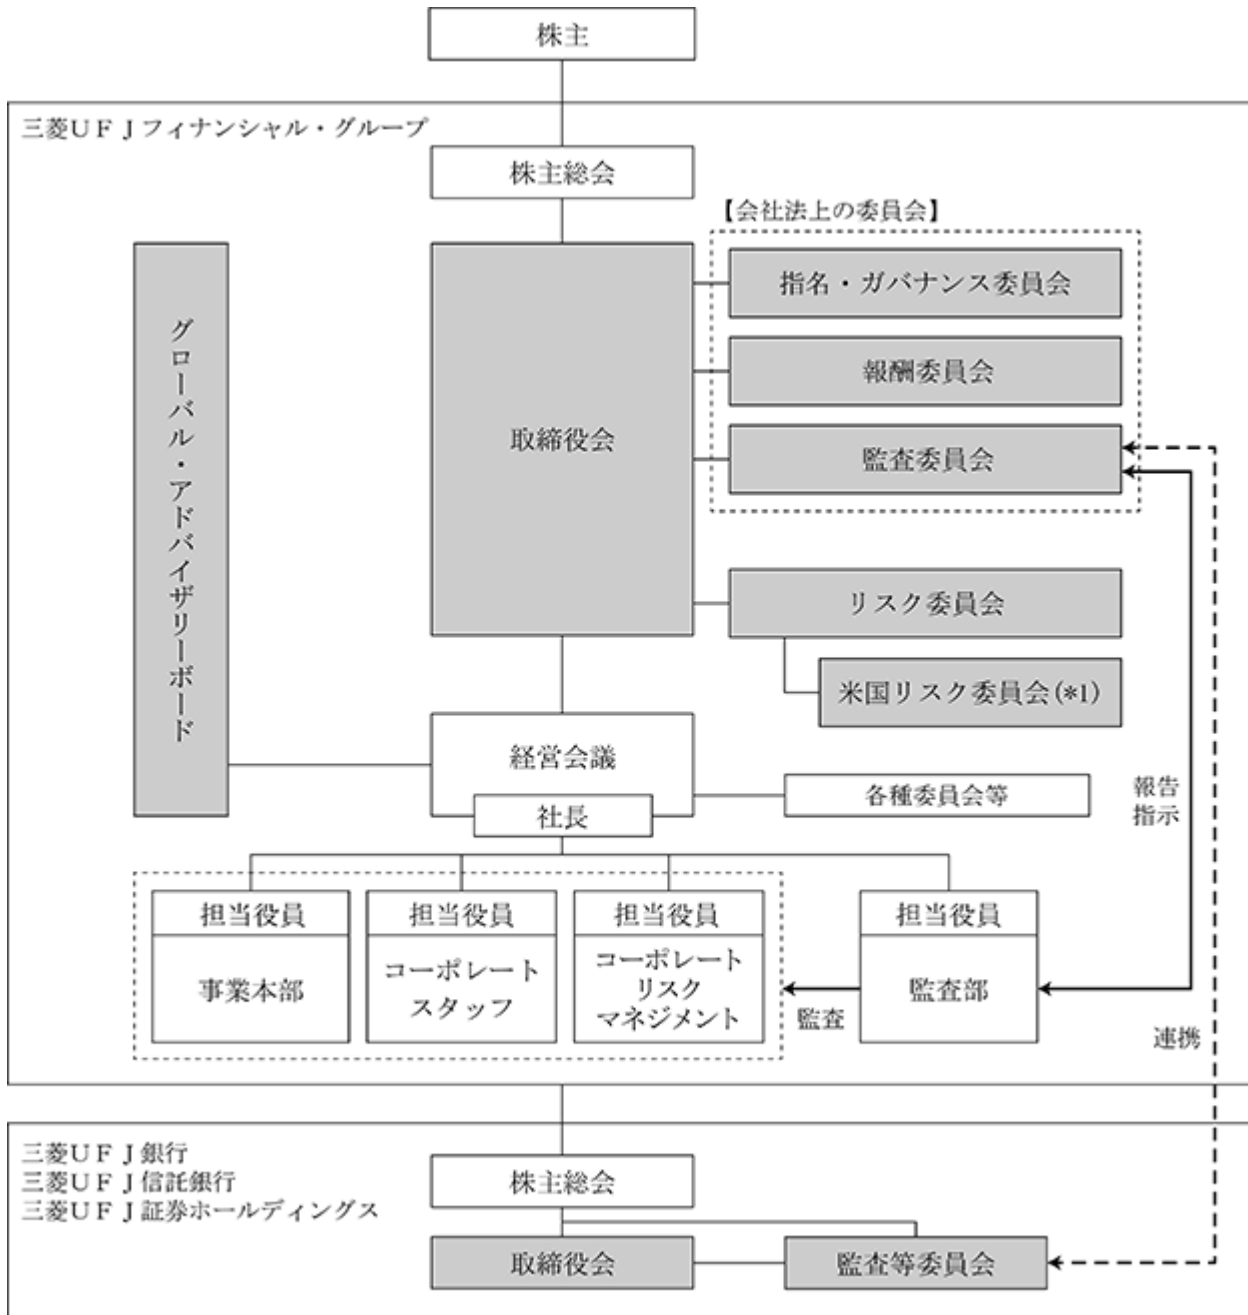 株主
三菱ＵＦＪフィナンシャル・グループ
株主総会
【会社法上の委員会】
指名・ガバナンス委員会
報酬委員会
取締役会
監査委員会
グローバル・アドバイザリーボード
リスク委員会
米国リスク委員会(*1)
経営会議
社長
各種委員会等
報告
指示
担当役員
事業本部
担当役員
コーポレート
スタッフ
担当役員
コーポレート
リスク
マネジメント
監査
担当役員
監査部
連携
三菱ＵＦＪ銀行
三菱ＵＦＪ信託銀行
三菱ＵＦＪ証券ホールディングス
株主総会
取締役会
監査等委員会